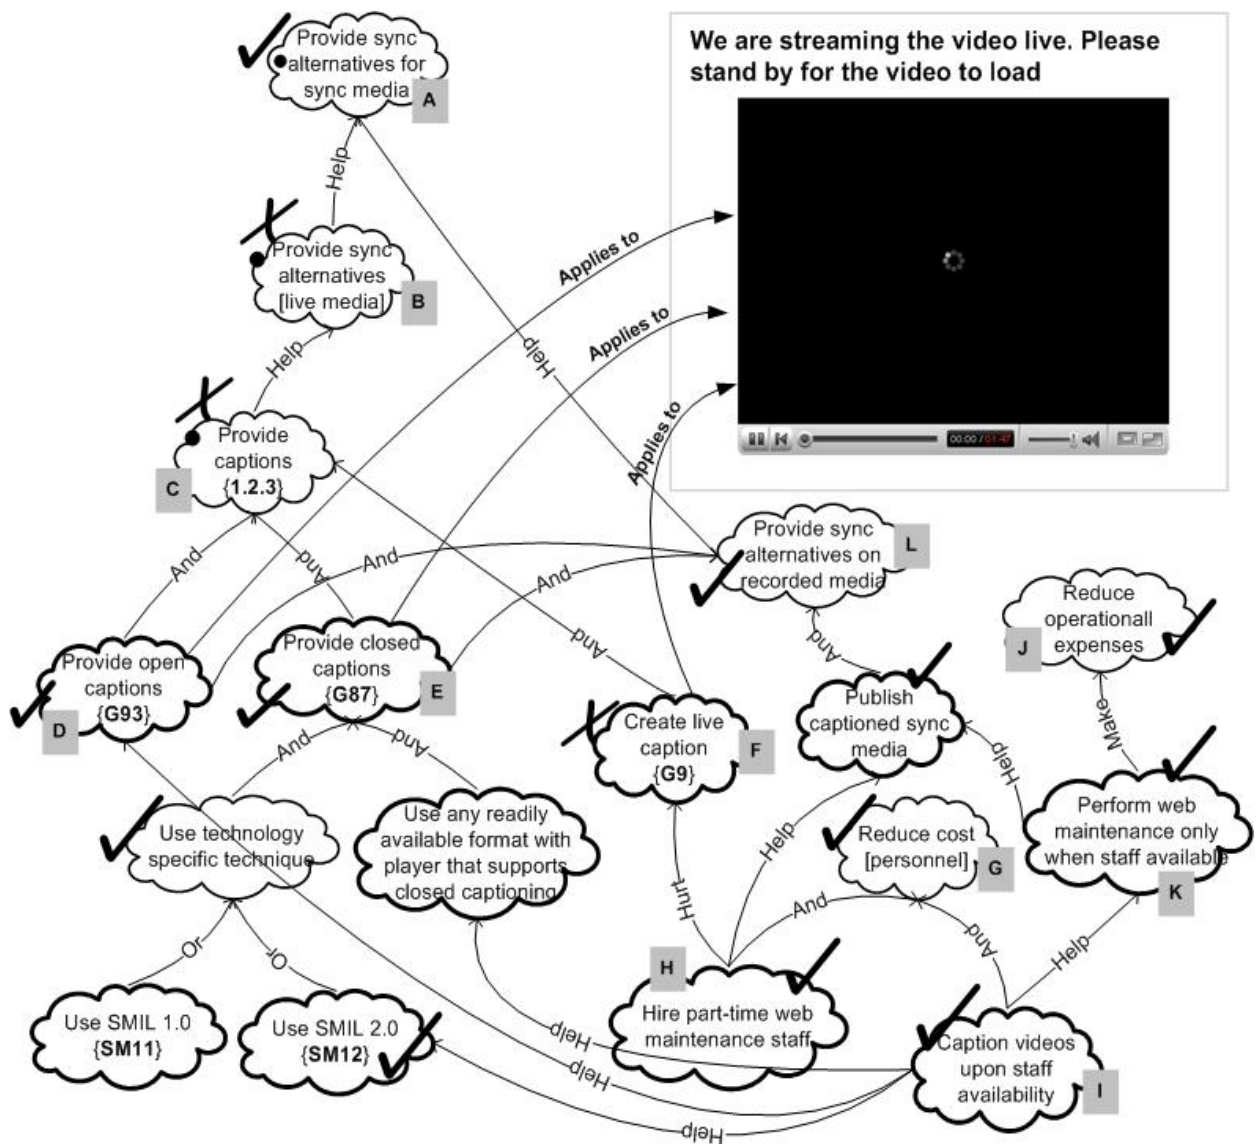 Provide sync
alternatives for
sync media
A
We are streaming the video live. Please
stand by for the video to load
Help
Provide sync
alternatives
[live media]
B
Applies to
Applies to
Applies to
Help
Help
00:00 / 01:47
Provide
captions
{1.2.3}
C
And
And
And
And
And
Provide sync
alternatives on
recorded media
L
Reduce
operationall
expenses
J
Provide open
captions
{G93}
D
Provide closed
captions
{G87}
E
And
Publish
captioned sync
media
Create live
caption
{G9}
F
Make
Help
And
And
Use technology
specific technique
Use any readily
available format with
player that supports
closed captioning
Help
Hurt
Reduce cost
[personnel]
G
Perform web
maintenance only
when staff available
K
And
And
Help
Or
Or
H
Hire part-time web
maintenance staff
Use SMIL 1.0
{SM11}
Use SMIL 2.0
{SM12}
Help
Help
Help
Caption videos
upon staff
availability
I